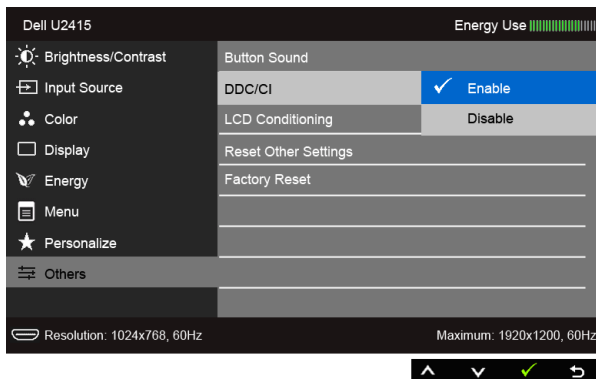 Dell U2415
Energy Use
Brightness/Contrast
Button Sound
Input Source
DDC/CI
Enable
Color
LCD Conditioning
Disable
Display
Reset Other Settings
Energy
Factory Reset
Menu
Personalize
Others
Resolution: 1024x768, 60Hz
Maximum: 1920x1200, 60Hz